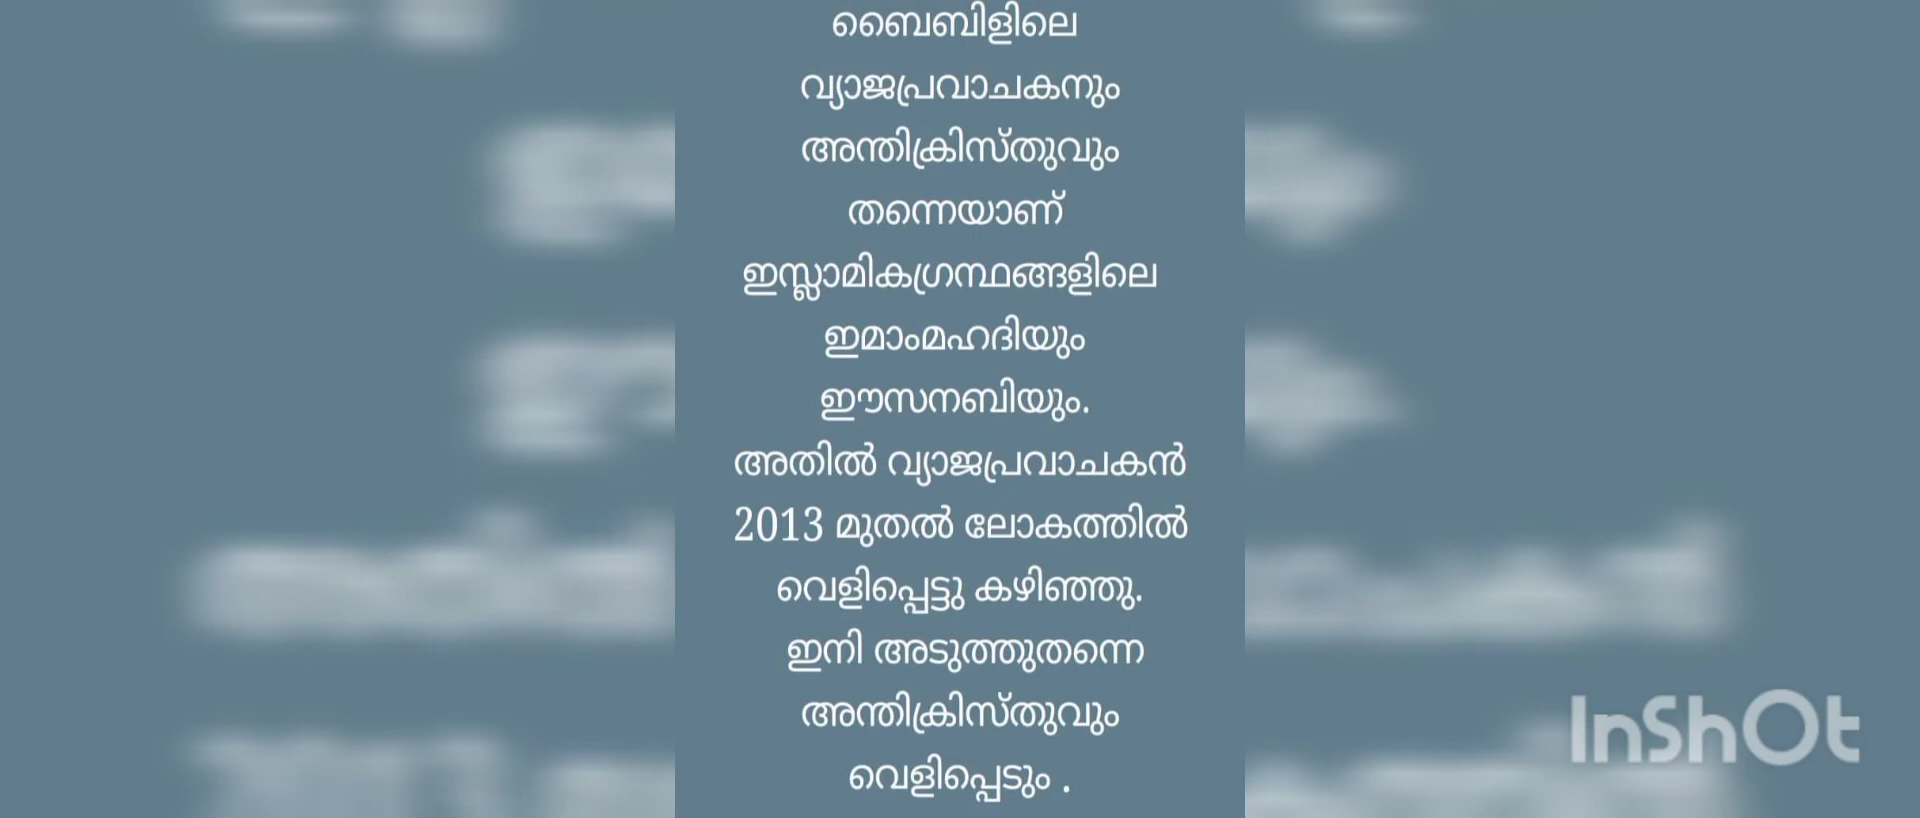 ബൈബിളിലെ
വ്യാജപ്രവാചകനും
അന്തിക്രിസ്തുവും
തന്നെയാണ്
ഇസ്ലാമികഗ്രന്ഥങ്ങളിലെ
ഇമാംമഹദിയും
ഈസനബിയും.
അതിൽ വ്യാജപ്രവാചകൻ
2013 മുതൽ ലോകത്തിൽ
വെളിപ്പെട്ടു കഴിഞ്ഞു.
ഇനി അടുത്തുതന്നെ
അന്തിക്രിസ്തുവും
വെളിപ്പെടും .
InShOt